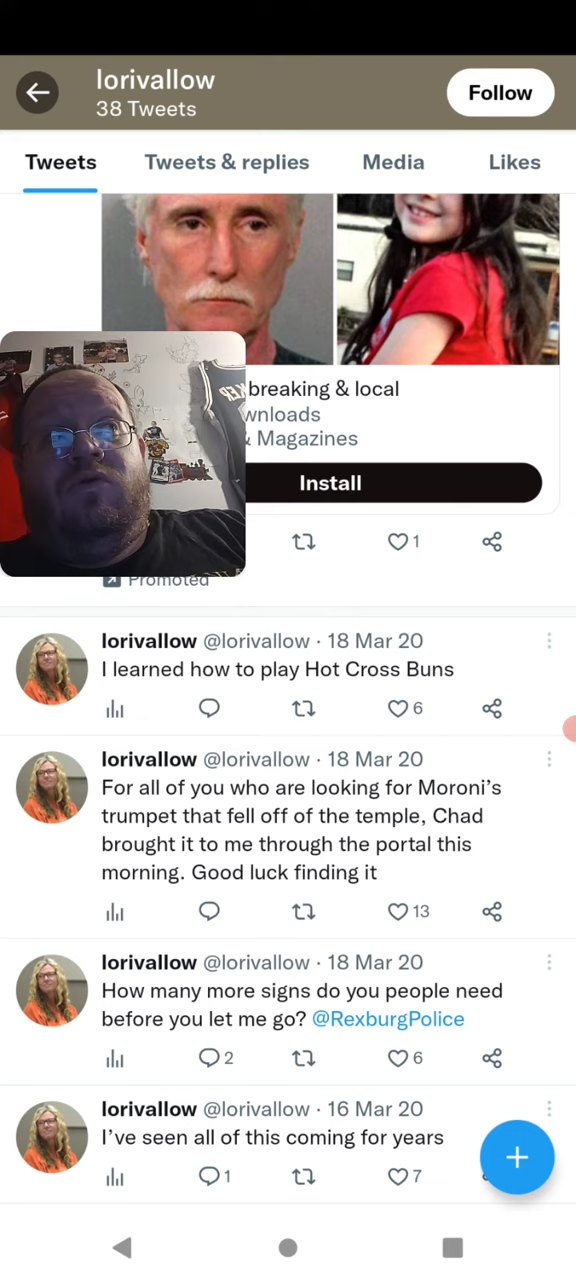 lorivallow
38 Tweets
Follow
Tweets
Tweets & replies
Media
Likes
breaking & local
wnloads
& Magazines
Install
1
Promoted
lorivallow @lorivallow · 18 Mar 20
I learned how to play Hot Cross Buns
6
lorivallow @lorivallow · 18 Mar 20
For all of you who are looking for Moroni's
trumpet that fell off of the temple, Chad
brought it to me through the portal this
morning. Good luck finding it
13
lorivallow @lorivallow · 18 Mar 20
How many more signs do you people need
before you let me go? @RexburgPolice
2
6
lorivallow @lorivallow · 16 Mar 20
I've seen all of this coming for years
1
7